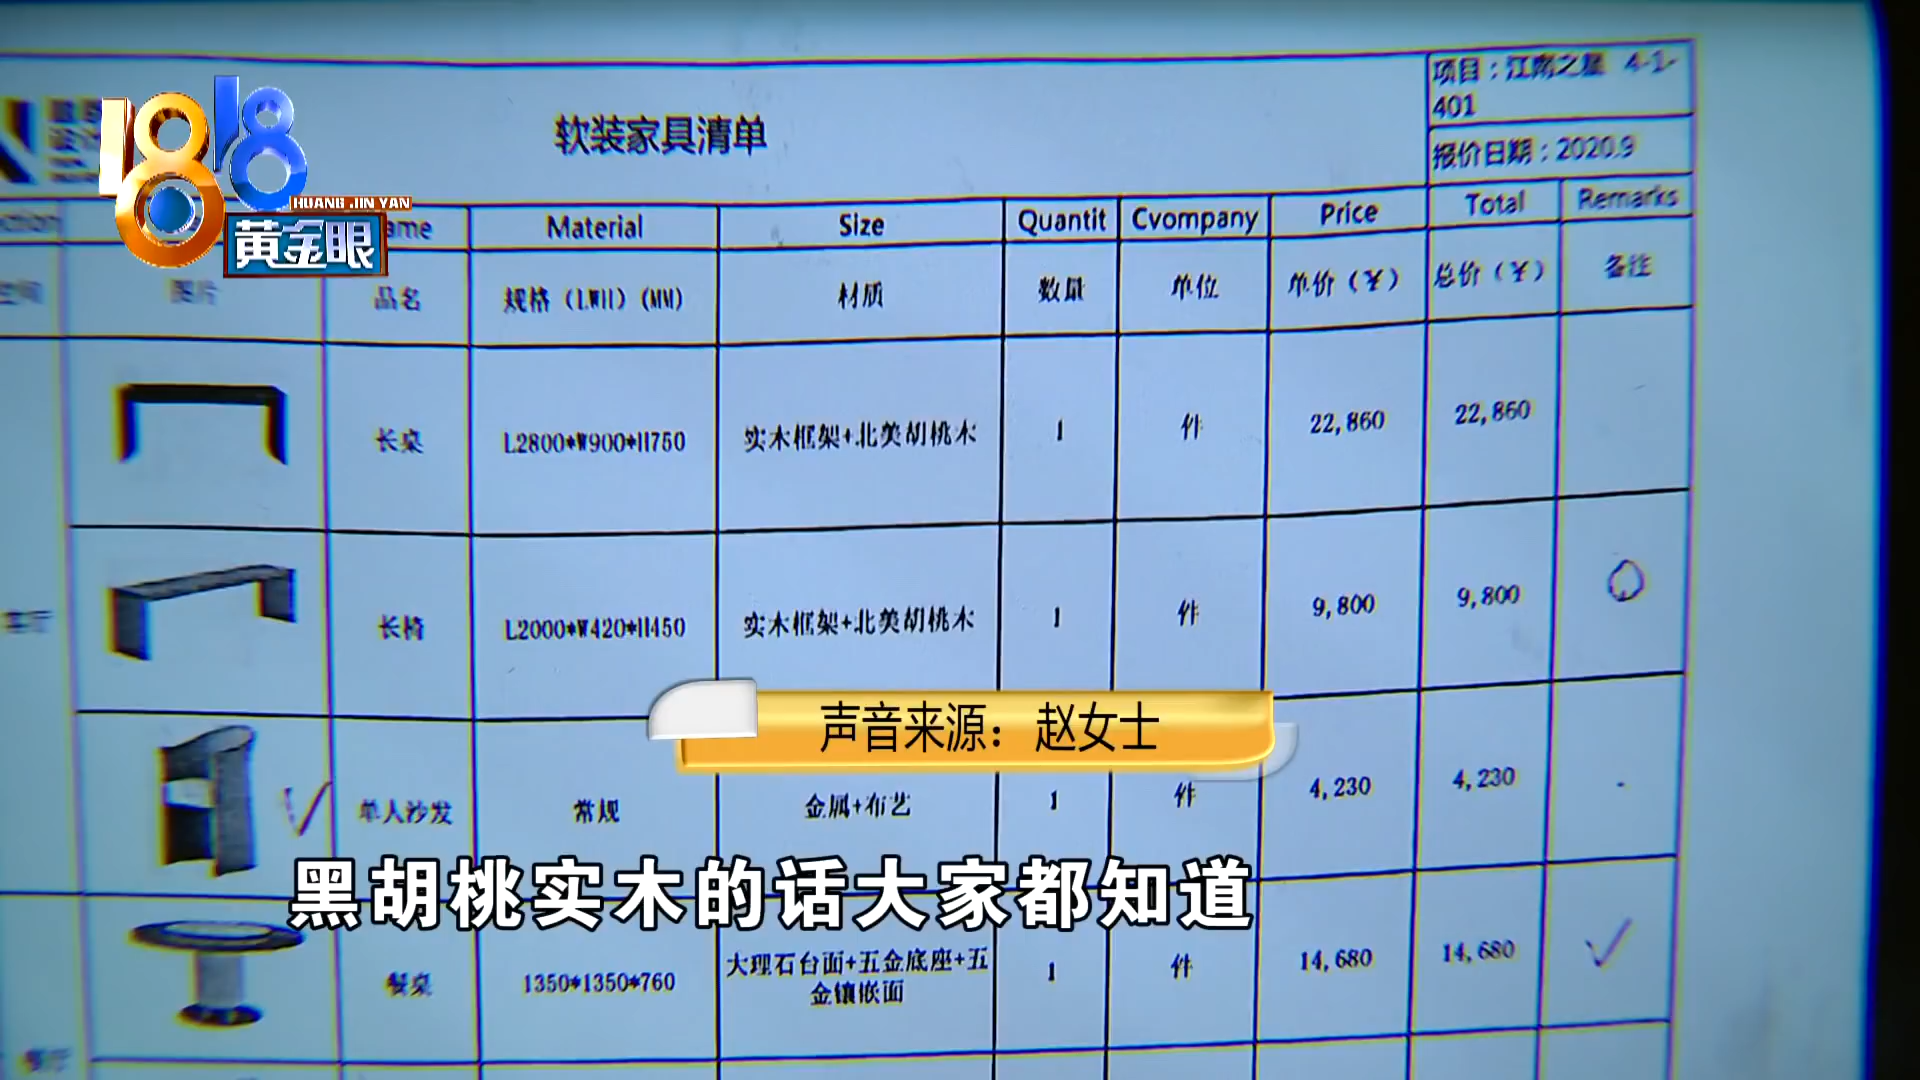 1818
HUANG JIN YAN
黄金眼
软装家具清单
项目：江南之星 4-1-
401
报价日期：2020.9
Material Size Quantit Cvompany Price Total Remarks
图片 品名 规格（LWH）(MM) 材质 数量 单位 单价（¥） 总价（¥） 备注
长桌 L2800*W900*H750 实木框架+北美胡桃木 1 件 22,860 22,860
客厅 长椅 L2000*W420*H450 实木框架+北美胡桃木 1 件 9,800 9,800
声音来源：赵女士
单人沙发 常规 金属+布艺 1 件 4,230 4,230
黑胡桃实木的话大家都知道
餐桌 1350*1350*760 大理石台面+五金底座+五
金镶嵌面 1 件 14,680 14,680
餐厅